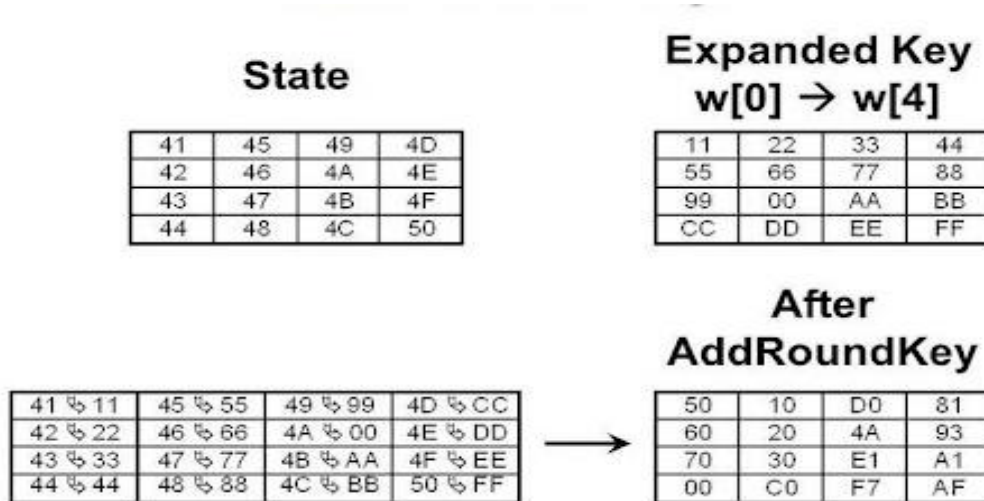 State
41 45 49 4D
42 46 4A 4E
43 47 4B 4F
44 48 4C 50
Expanded Key
w[0] → w[4]
11 22 33 44
55 66 77 88
99 00 AA BB
CC DD EE FF
41 ⮱ 11 45 ⮱ 55 49 ⮱ 99 4D ⮱ CC
42 ⮱ 22 46 ⮱ 66 4A ⮱ 00 4E ⮱ DD
43 ⮱ 33 47 ⮱ 77 4B ⮱ AA 4F ⮱ EE
44 ⮱ 44 48 ⮱ 88 4C ⮱ BB 50 ⮱ FF
After
AddRoundKey
50 10 D0 81
60 20 4A 93
70 30 E1 A1
00 C0 F7 AF